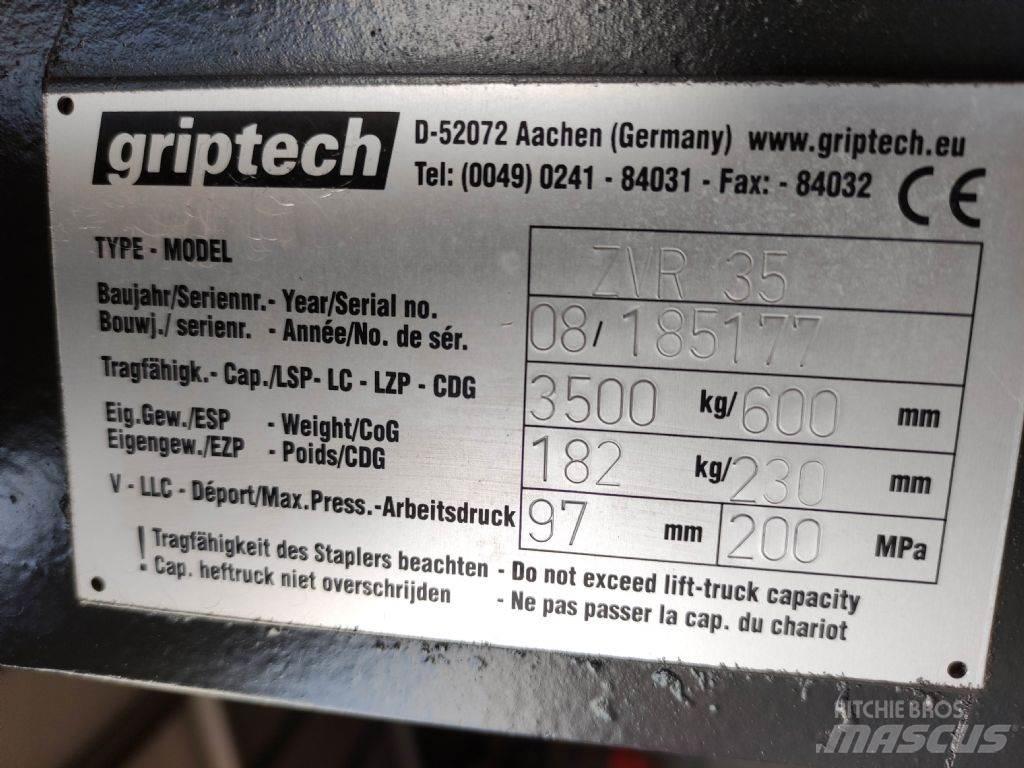 griptech D-52072 Aachen (Germany) www.griptech.eu
Tel: (0049) 0241 - 84031 - Fax: - 84032 CE
TYPE - MODEL ZVR 35
Baujahr/Seriennr.- Year/Serial no.
Bouwj./ serienr. - Année/No. de sér. 08/185177
Tragfähigk.- Cap./LSP- LC - LZP - CDG 3500 kg/600 mm
Eig.Gew./ESP - Weight/CoG
Eigengew./EZP - Poids/CDG 182 kg/230 mm
V - LLC - Déport/Max.Press.-Arbeitsdruck 97 mm 200 MPa
! Tragfähigkeit des Staplers beachten - Do not exceed lift-truck capacity
Cap. heftruck niet overschrijden - Ne pas passer la cap. du chariot
RITCHIE BROS.
MASCUS